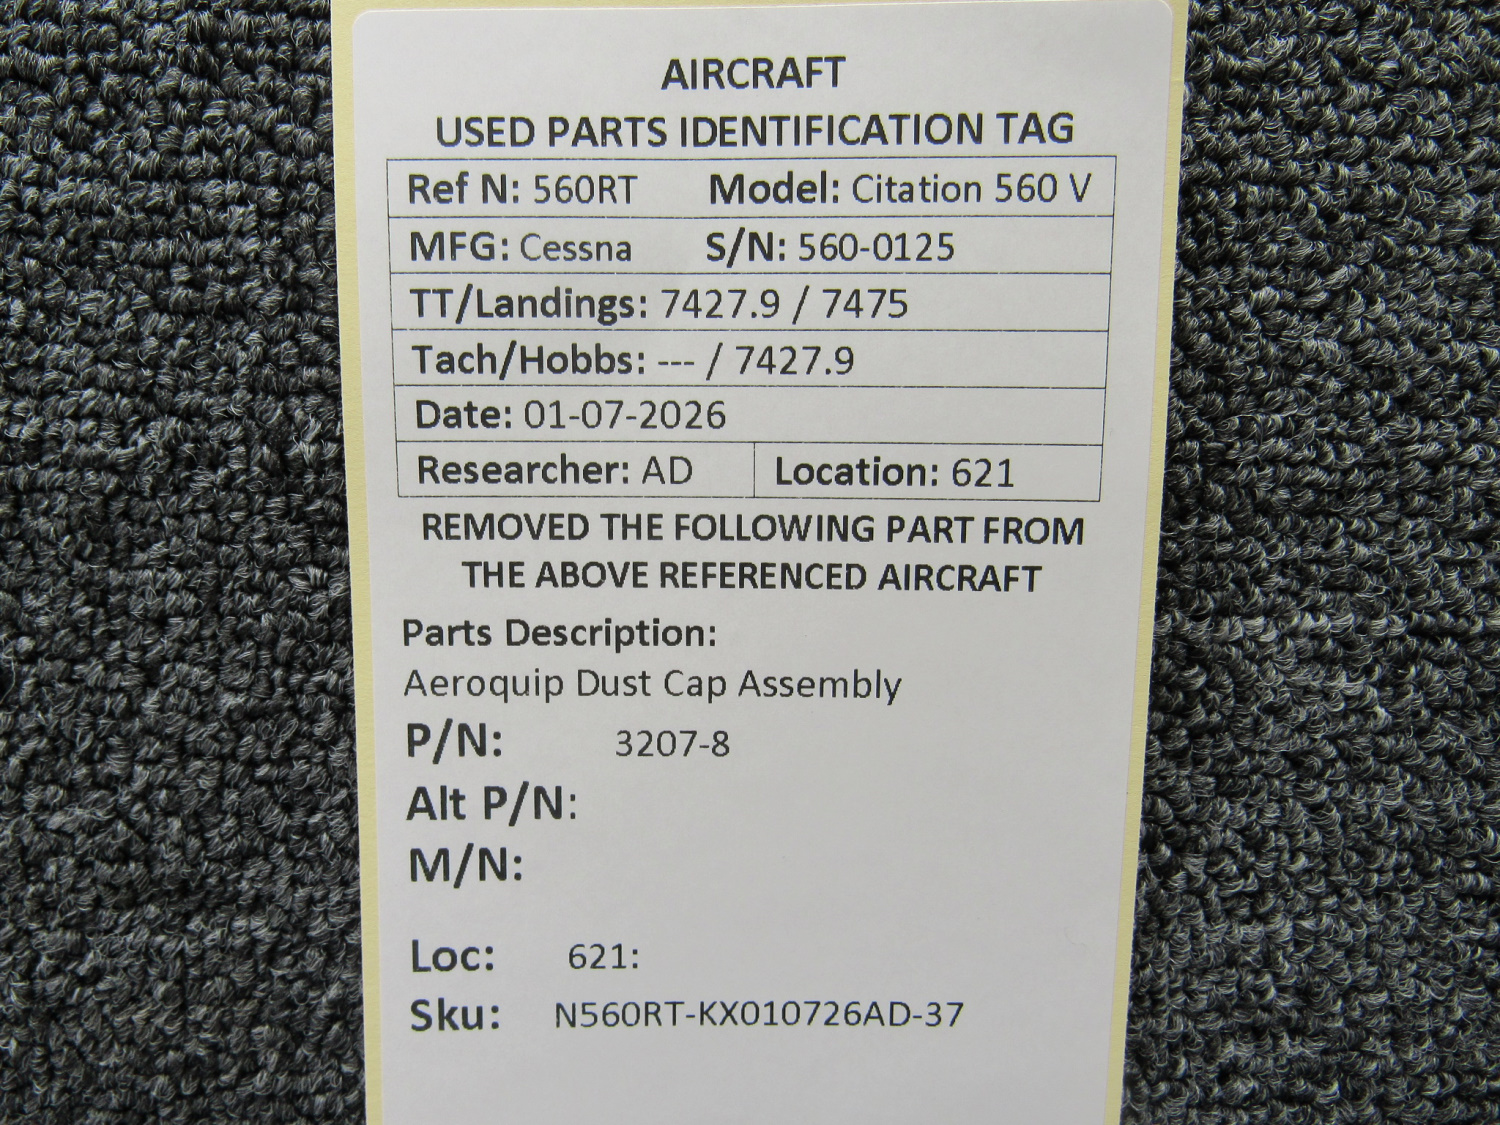 AIRCRAFT
USED PARTS IDENTIFICATION TAG
Ref N: 560RT Model: Citation 560 V
MFG: Cessna S/N: 560-0125
TT/Landings: 7427.9 / 7475
Tach/Hobbs: --- / 7427.9
Date: 01-07-2026
Researcher: AD Location: 621
REMOVED THE FOLLOWING PART FROM
THE ABOVE REFERENCED AIRCRAFT
Parts Description:
Aeroquip Dust Cap Assembly
P/N: 3207-8
Alt P/N:
M/N:
Loc: 621:
Sku: N560RT-KX010726AD-37